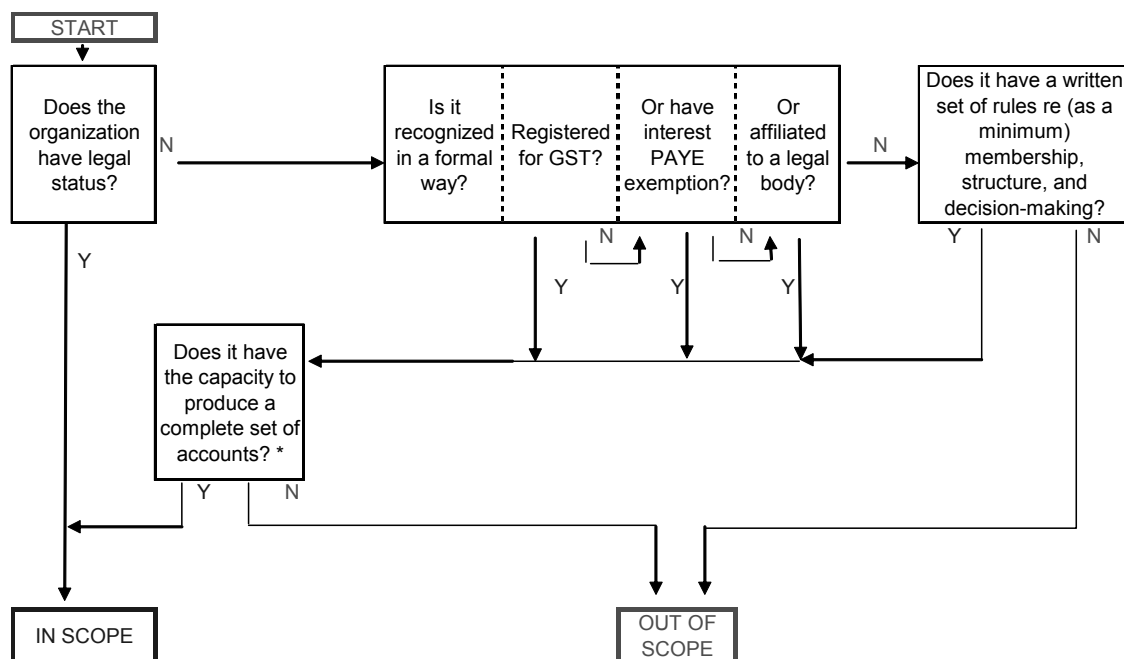 START
Does the
organization
have legal
status?
N
Y
Is it
recognized
in a formal
way?
Registered
for GST?
Or have
interest
PAYE
exemption?
Or
affiliated
to a legal
body?
N
Does it have a written
set of rules re (as a
minimum)
membership,
structure, and
decision-making?
N
N
Y
Y
Y
Y
N
Does it have
the capacity to
produce a
complete set of
accounts? *
Y
N
IN SCOPE
OUT OF
SCOPE